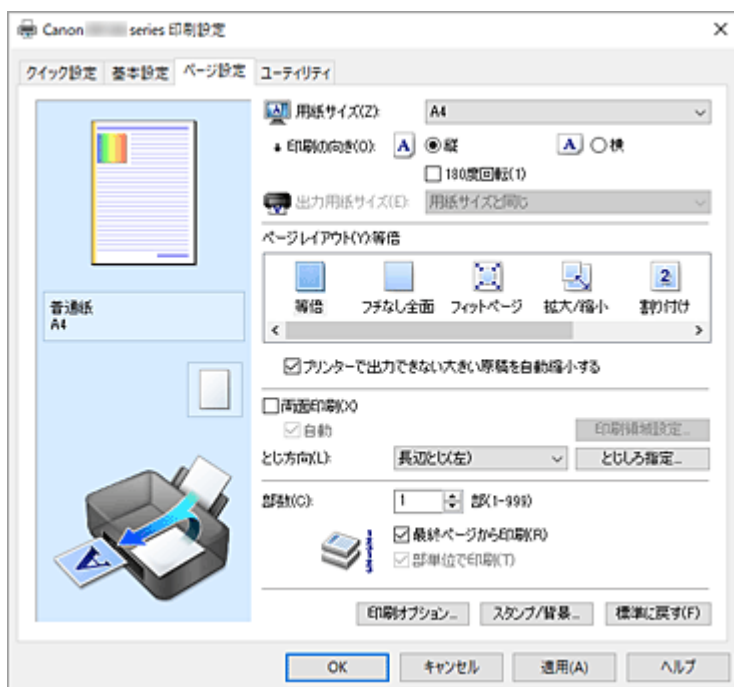 Canon series 印刷設定
クイック設定 基本設定 ページ設定 ユーティリティ
用紙サイズ(Z): A4
印刷の向き(O): A 縦 A 横
180度回転(1)
出力用紙サイズ(E): 用紙サイズと同じ
ページレイアウト(Y):等倍
等倍 フチなし全面 フィットページ 拡大/縮小 割り付け
普通紙
A4
プリンターで出力できない大きい原稿を自動縮小する
両面印刷(X)
自動 印刷領域設定...
とじ方向(L): 長辺とじ(左) とじしろ指定...
部数(C): 1 部(1-999)
最終ページから印刷(R)
部単位で印刷(T)
印刷オプション... スタンプ/背景... 標準に戻す(F)
OK キャンセル 適用(A) ヘルプ